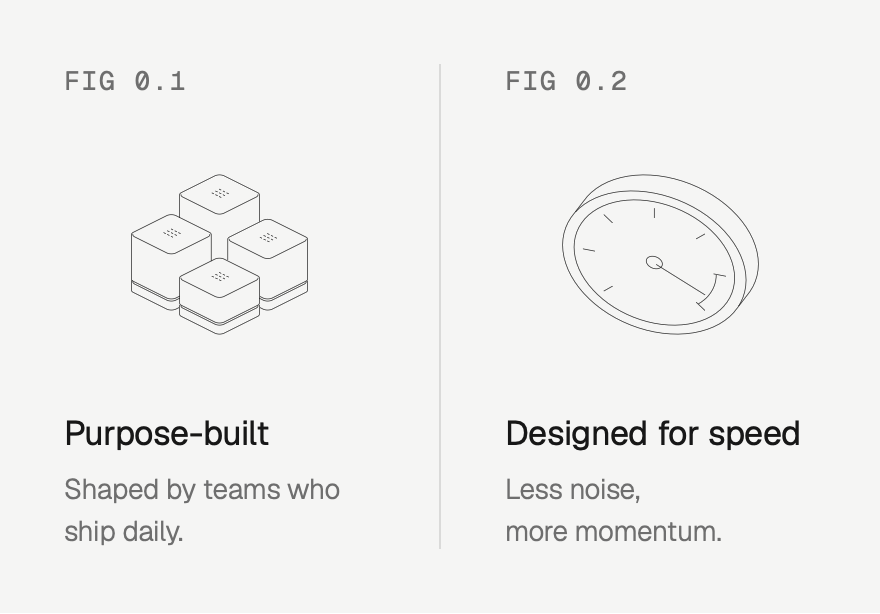 FIG 0.1
Purpose-built
Shaped by teams who
ship daily.
FIG 0.2
Designed for speed
Less noise,
more momentum.